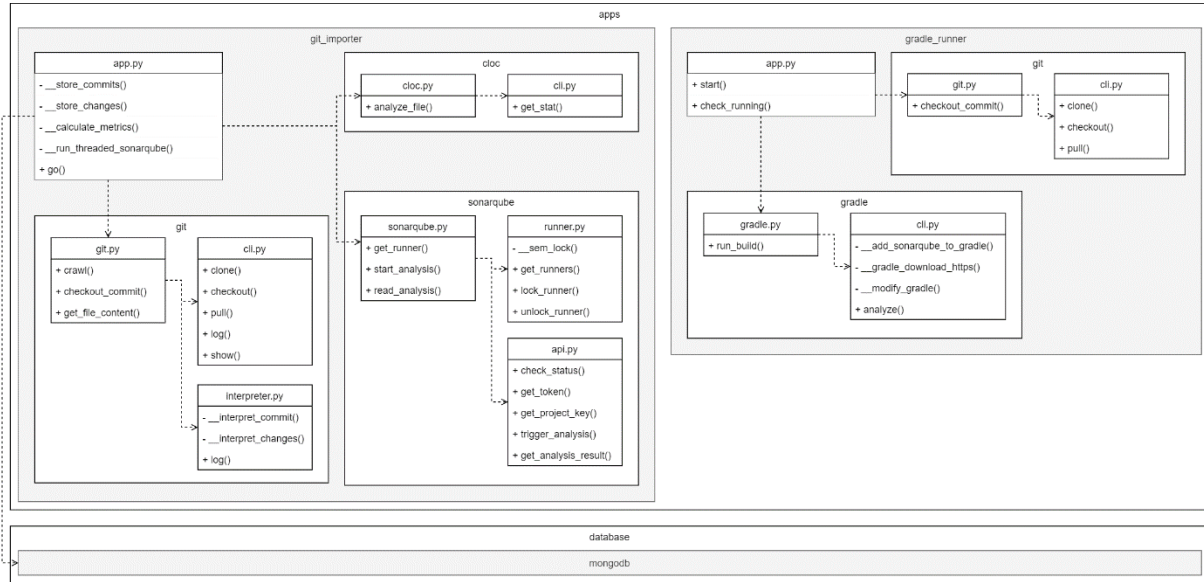 apps
git_importer
app.py
- __store_commits()
- __store_changes()
- __calculate_metrics()
- __run_threaded_sonarqube()
+ go()
cloc
cloc.py
+ analyze_file()
cli.py
+ get_stat()
git
git.py
+ crawl()
+ checkout_commit()
+ get_file_content()
cli.py
+ clone()
+ checkout()
+ pull()
+ log()
+ show()
interpreter.py
- __interpret_commit()
- __interpret_changes()
+ log()
sonarqube
sonarqube.py
+ get_runner()
+ start_analysis()
+ read_analysis()
runner.py
- __sem_lock()
+ get_runners()
+ lock_runner()
+ unlock_runner()
api.py
+ check_status()
+ get_token()
+ get_project_key()
+ trigger_analysis()
+ get_analysis_result()
gradle_runner
app.py
+ start()
+ check_running()
git
git.py
+ checkout_commit()
cli.py
+ clone()
+ checkout()
+ pull()
gradle
gradle.py
+ run_build()
cli.py
- __add_sonarqube_to_gradle()
- __gradle_download_https()
- __modify_gradle()
+ analyze()
database
mongodb